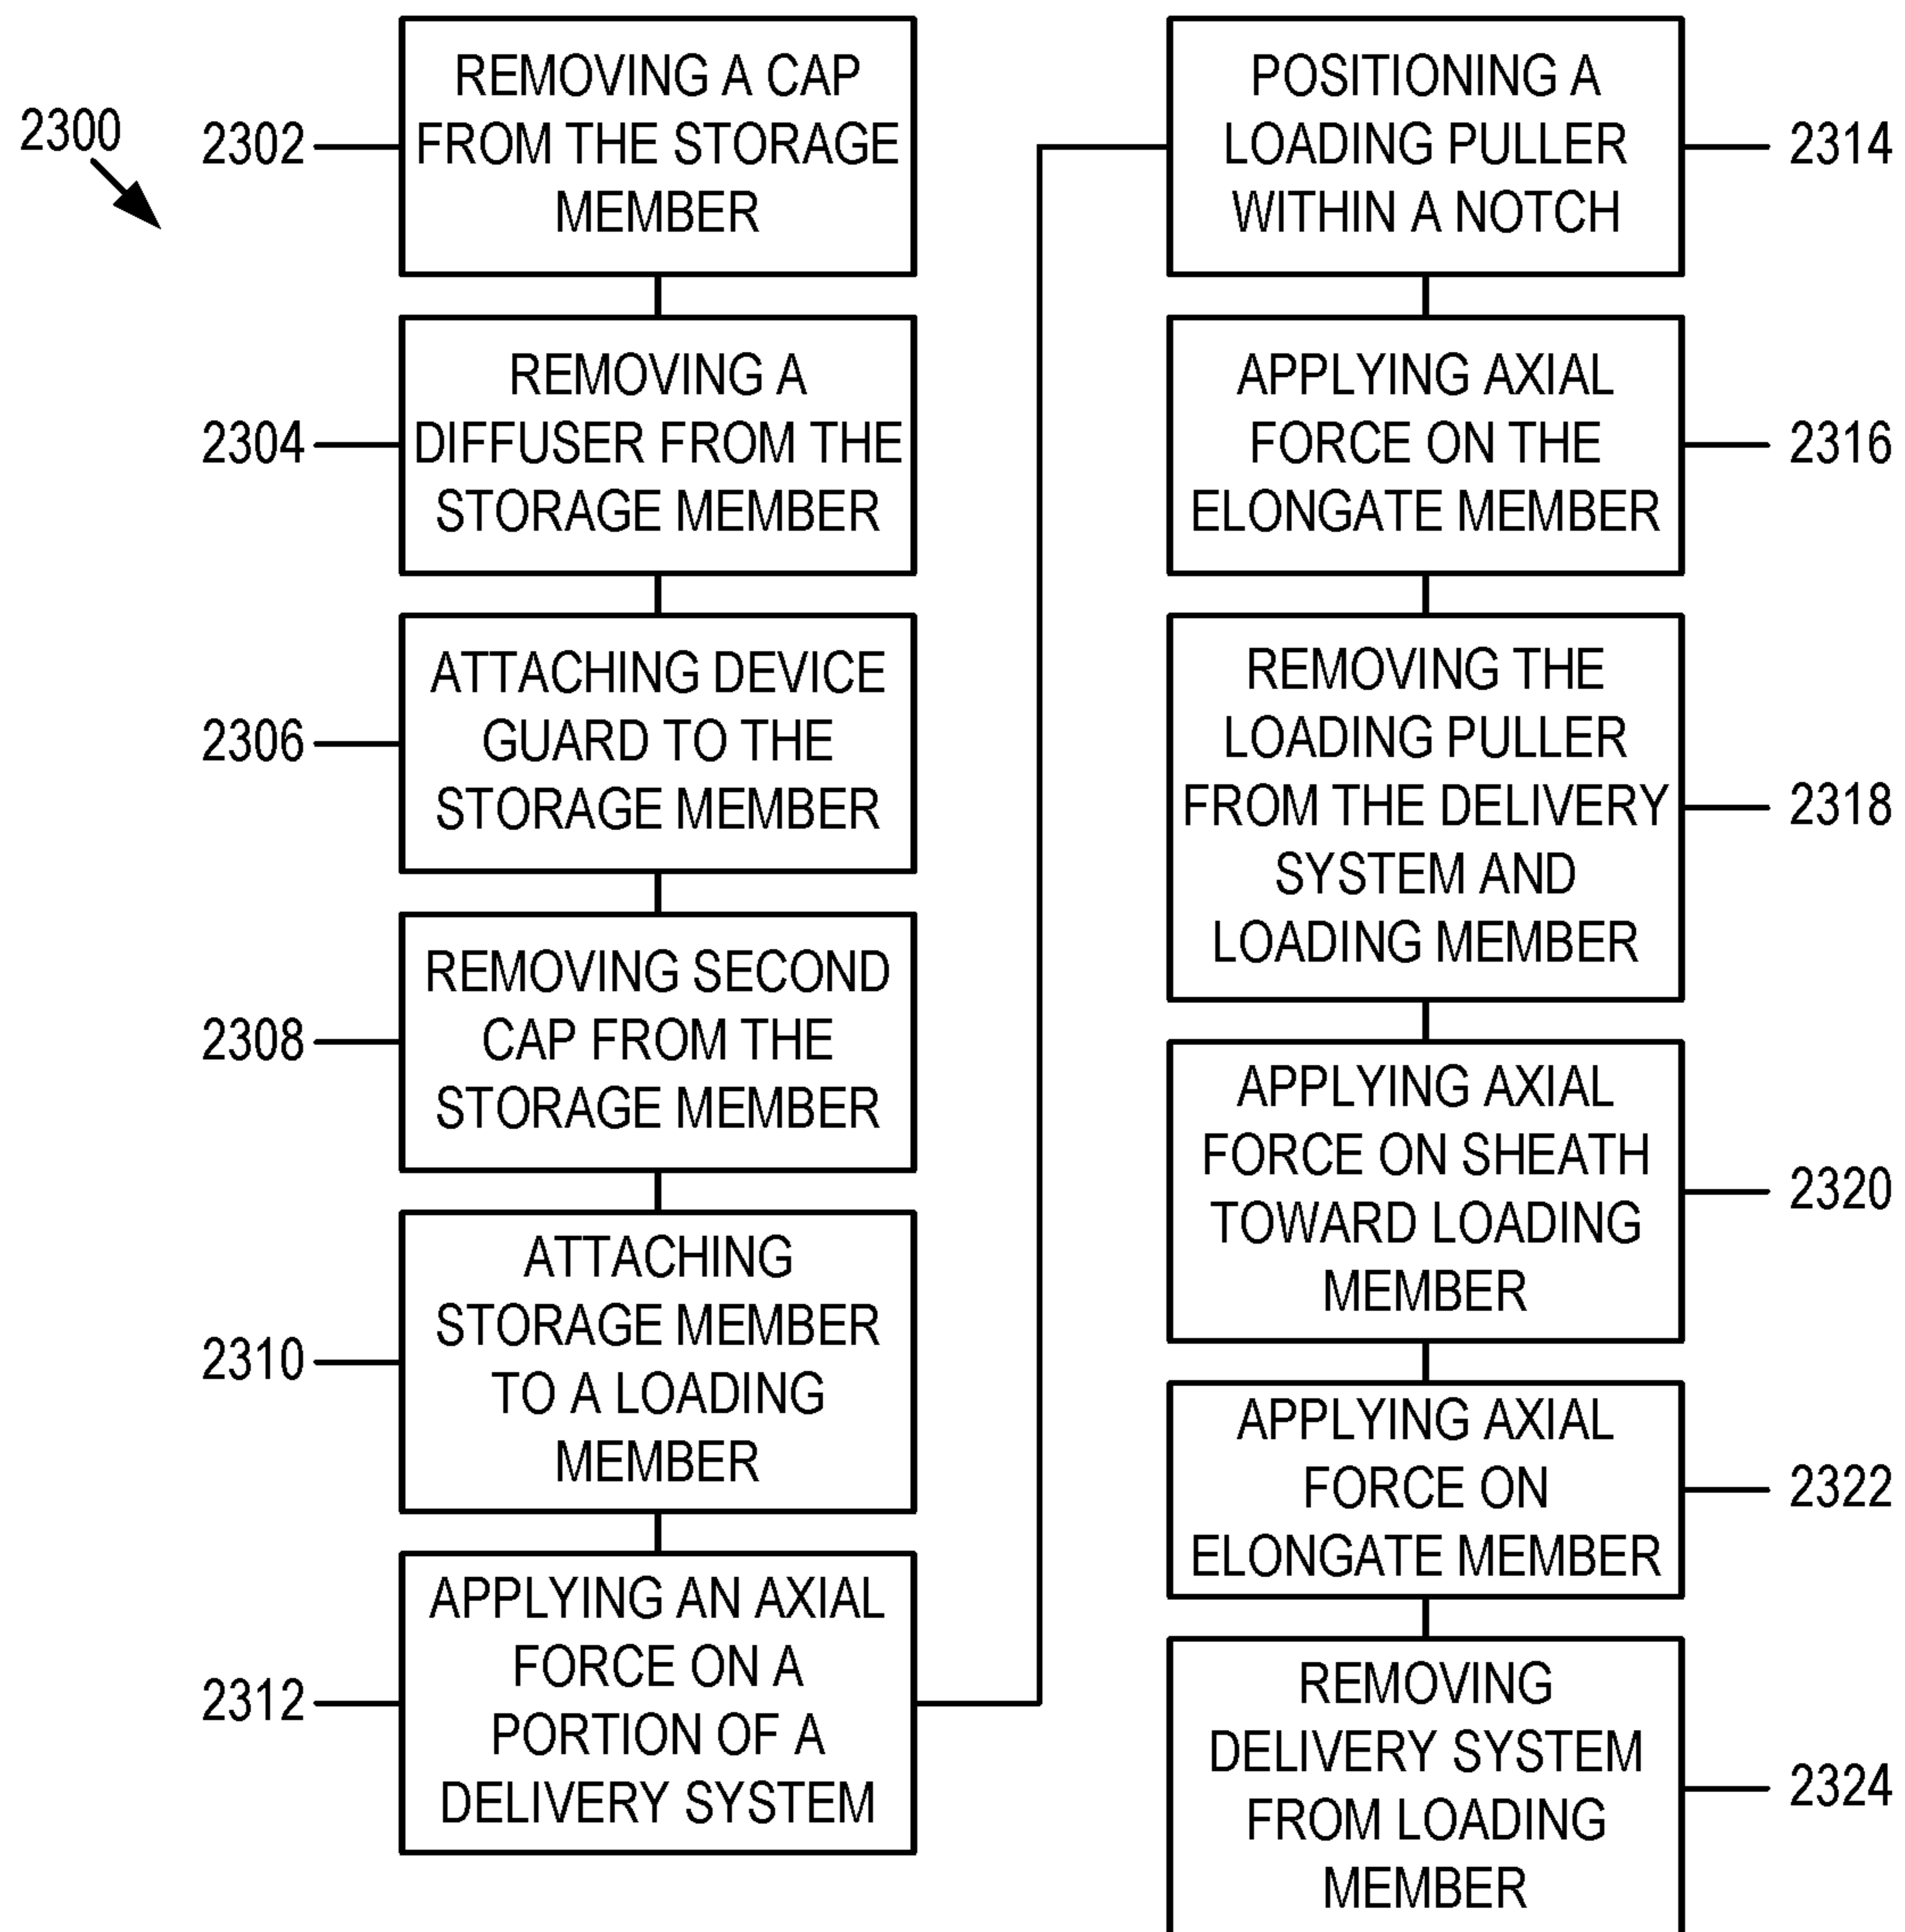 2300
2302
REMOVING A CAP
FROM THE STORAGE
MEMBER
2304
REMOVING A
DIFFUSER FROM THE
STORAGE MEMBER
2306
ATTACHING DEVICE
GUARD TO THE
STORAGE MEMBER
2308
REMOVING SECOND
CAP FROM THE
STORAGE MEMBER
2310
ATTACHING
STORAGE MEMBER
TO A LOADING
MEMBER
2312
APPLYING AN AXIAL
FORCE ON A
PORTION OF A
DELIVERY SYSTEM
POSITIONING A
LOADING PULLER
WITHIN A NOTCH
2314
APPLYING AXIAL
FORCE ON THE
ELONGATE MEMBER
2316
REMOVING THE
LOADING PULLER
FROM THE DELIVERY
SYSTEM AND
LOADING MEMBER
2318
APPLYING AXIAL
FORCE ON SHEATH
TOWARD LOADING
MEMBER
2320
APPLYING AXIAL
FORCE ON
ELONGATE MEMBER
2322
REMOVING
DELIVERY SYSTEM
FROM LOADING
MEMBER
2324